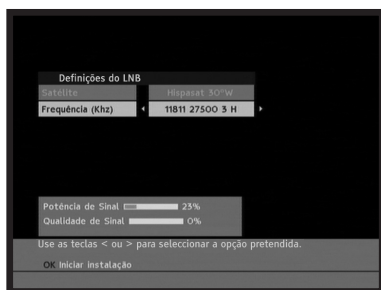 Definições do LNB
Satélite Hispasat 30°W
Frequência (Khz) 11811 27500 3 H
Potência de Sinal 23%
Qualidade de Sinal 0%
Use as teclas < ou > para seleccionar a opção pretendida.
OK Iniciar instalação